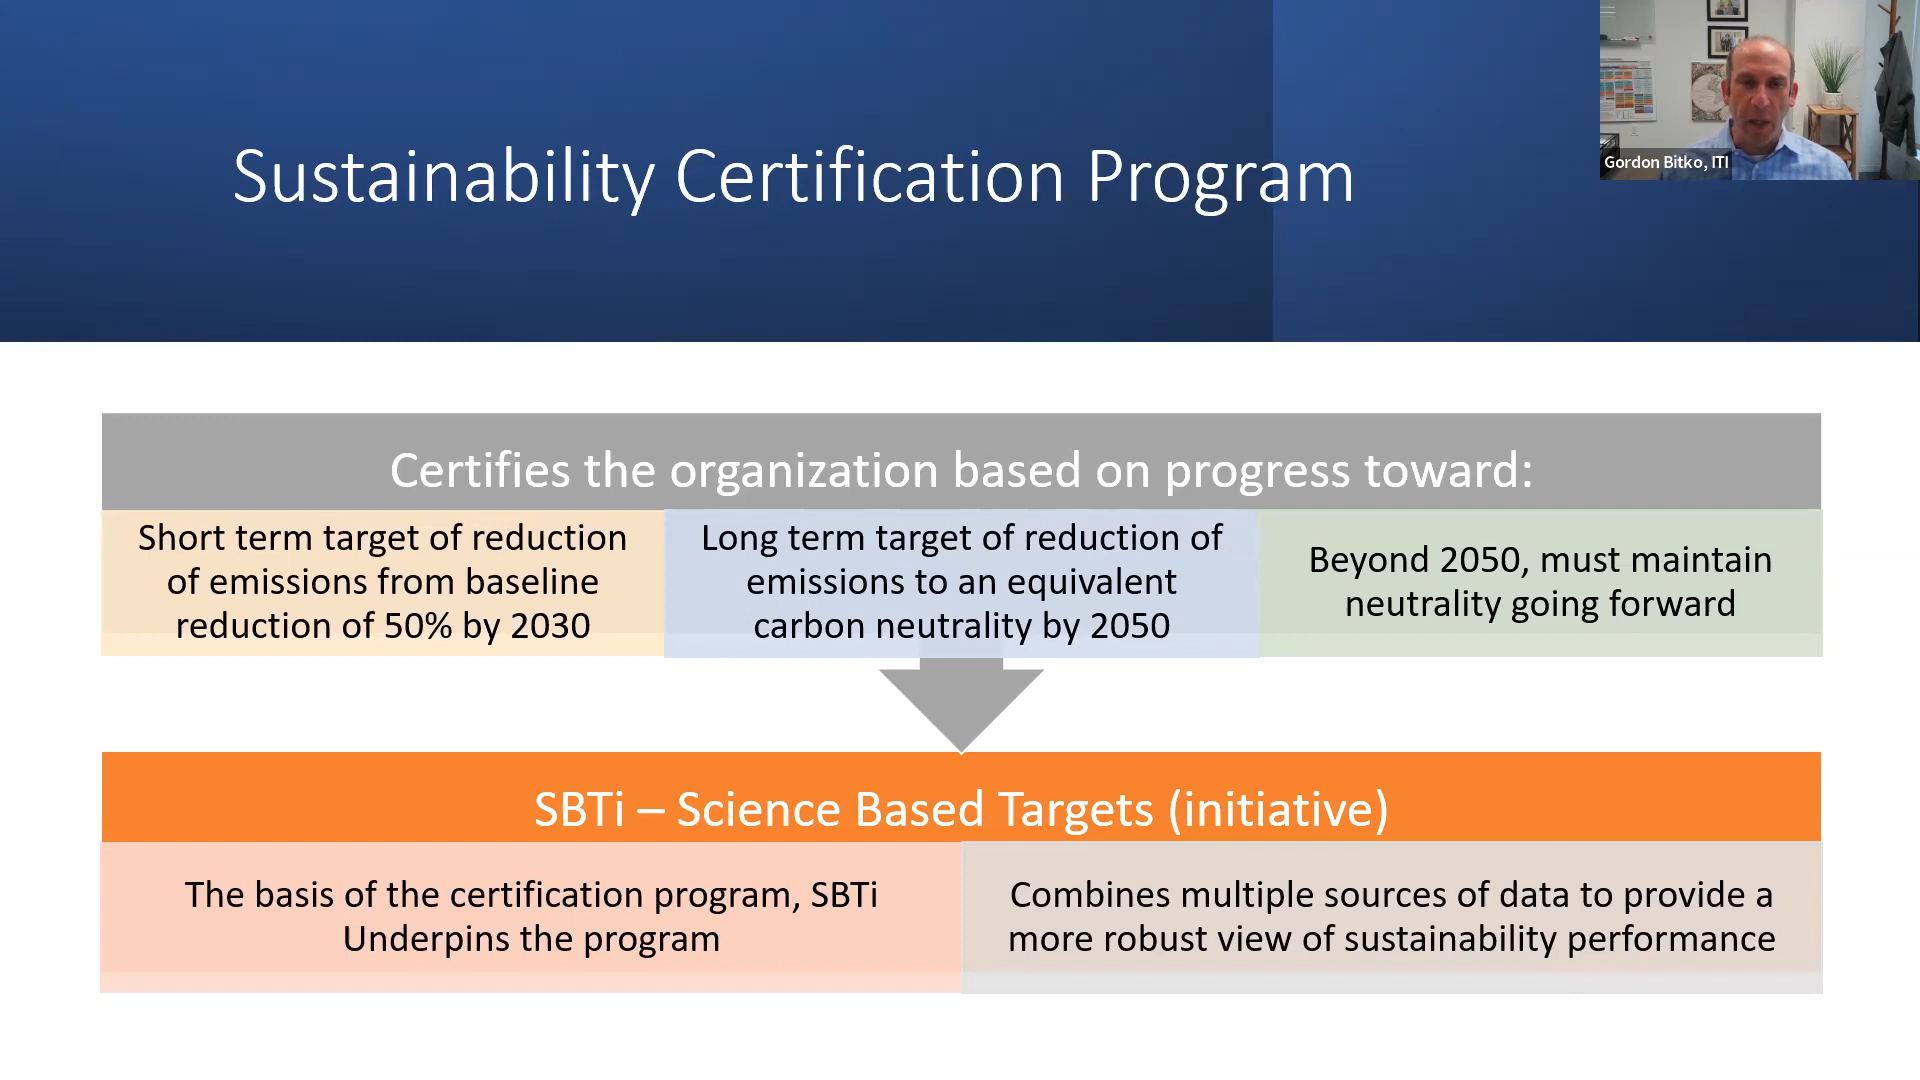 Sustainability Certification Program
Gordon Bitko, ITI
Certifies the organization based on progress toward:
Short term target of reduction
of emissions from baseline
reduction of 50% by 2030
Long term target of reduction of
emissions to an equivalent
carbon neutrality by 2050
Beyond 2050, must maintain
neutrality going forward
SBTi – Science Based Targets (initiative)
The basis of the certification program, SBTi
Underpins the program
Combines multiple sources of data to provide a
more robust view of sustainability performance